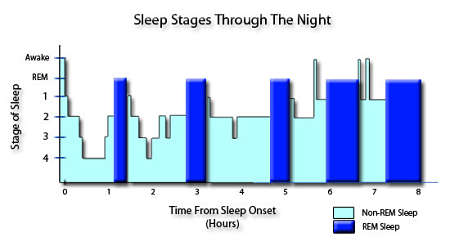 Sleep Stages Through The Night
Awake
REM
1
2
3
4
Stage of Sleep
0 1 2 3 4 5 6 7 8
Time From Sleep Onset
(Hours)
Non-REM Sleep
REM Sleep